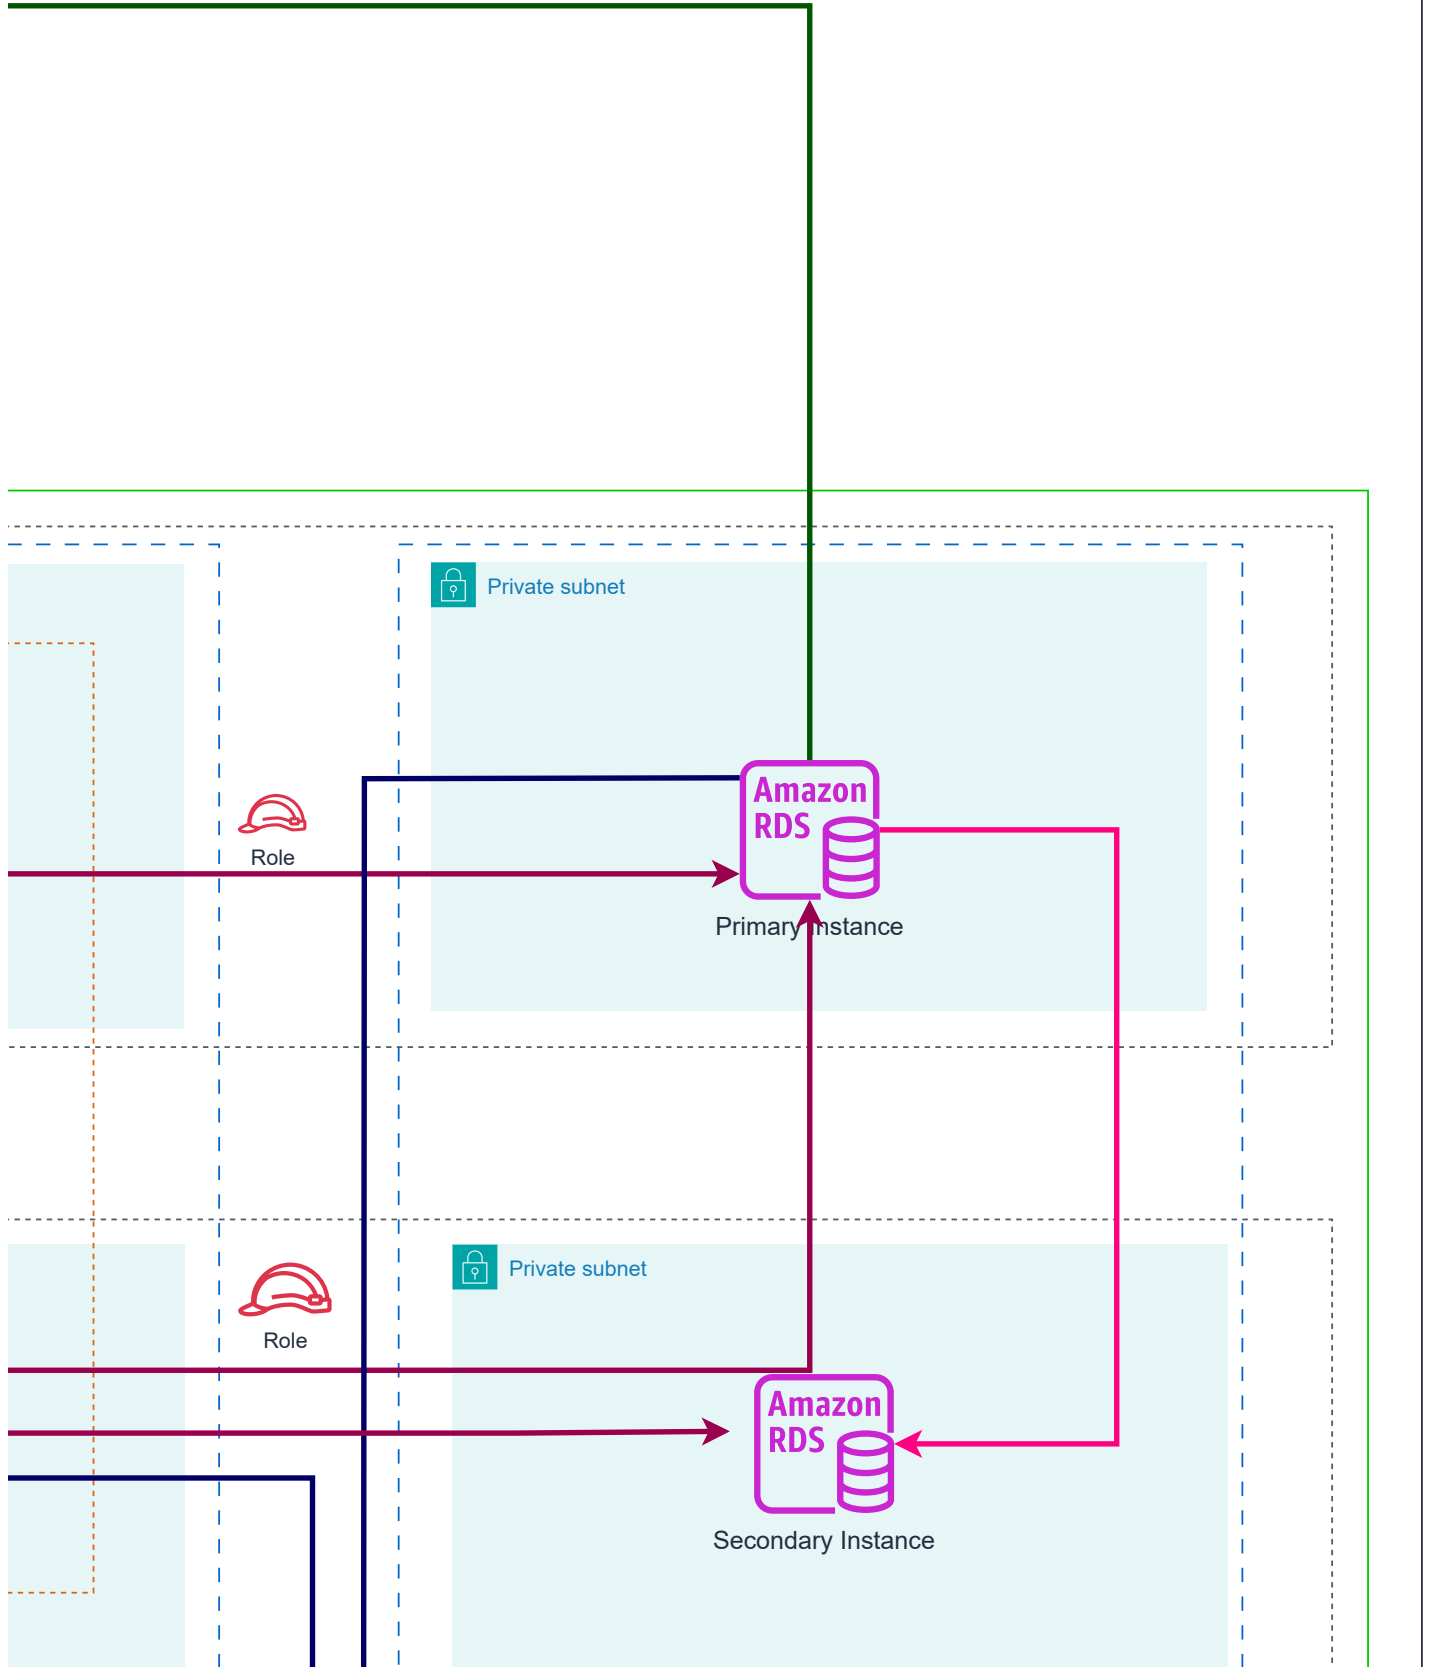 Private subnet
Amazon
RDS
Role
Primary Instance
Private subnet
Role
Amazon
RDS
Secondary Instance